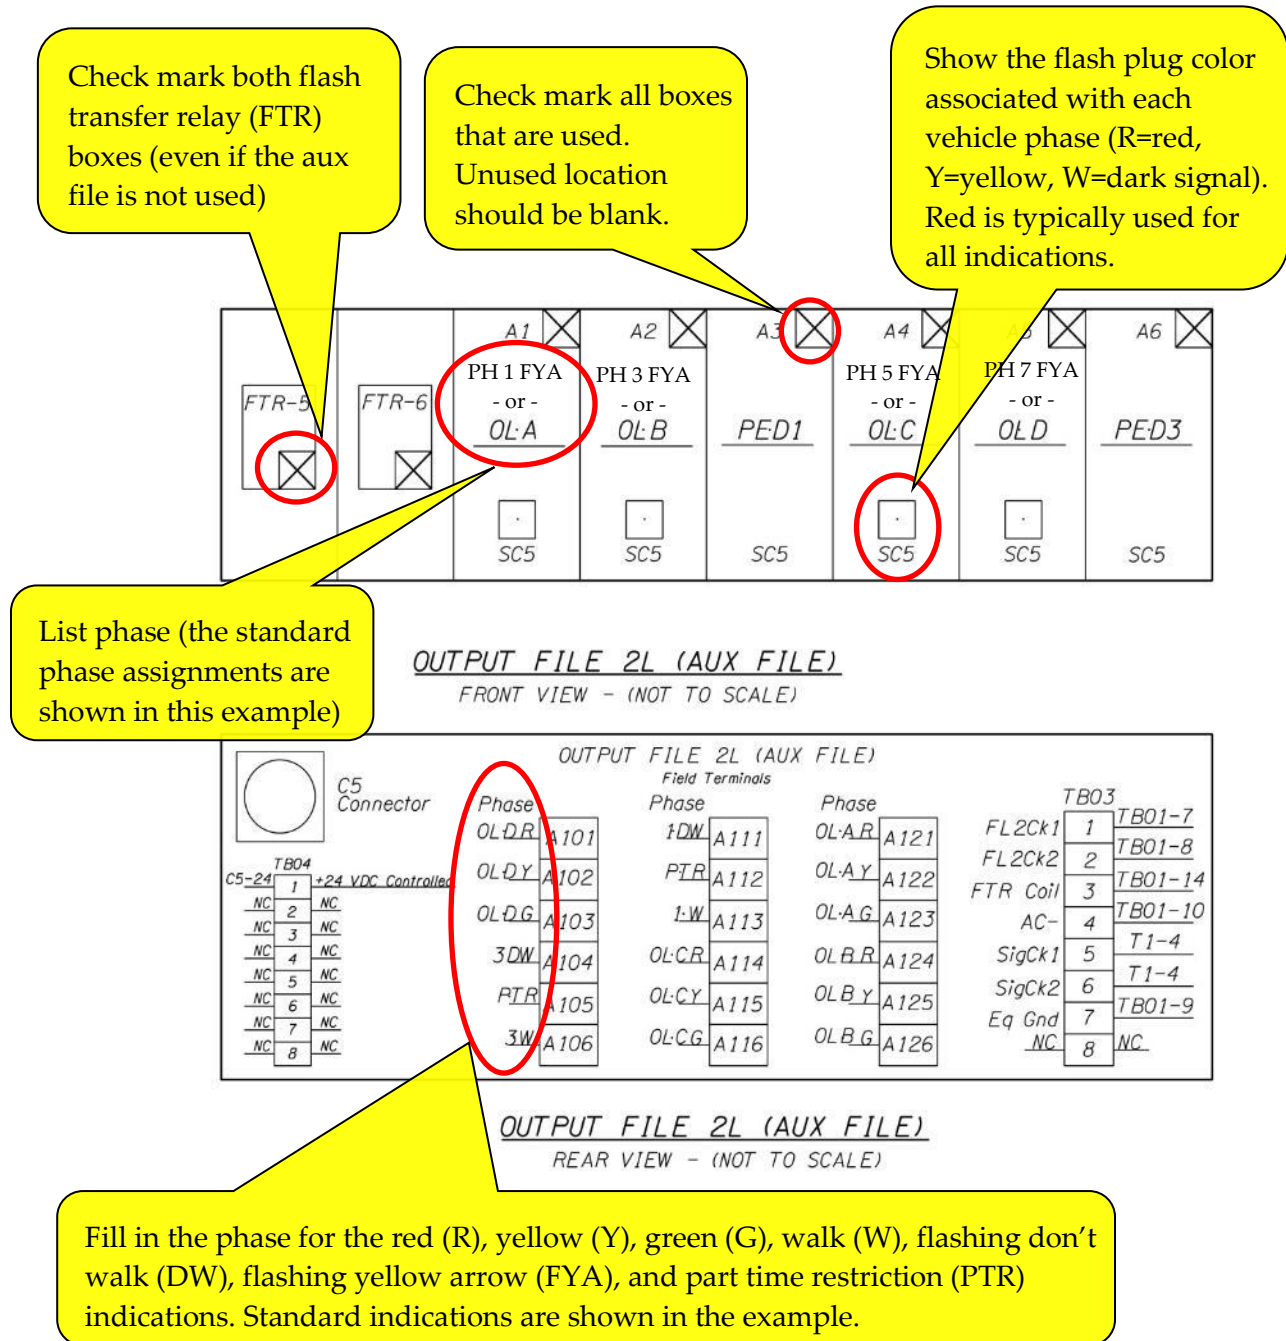 Check mark both flash
transfer relay (FTR)
boxes (even if the aux
file is not used)
Check mark all boxes
that are used.
Unused location
should be blank.
Show the flash plug color
associated with each
vehicle phase (R=red,
Y=yellow, W=dark signal).
Red is typically used for
all indications.
FTR-5
FTR-6
A1
PH 1 FYA
- or -
OL·A
SC5
A2
PH 3 FYA
- or -
OL·B
SC5
A3
PE·D1
SC5
A4
PH 5 FYA
- or -
OL·C
SC5
A5
PH 7 FYA
- or -
OL·D
SC5
A6
PE·D3
SC5
List phase (the standard
phase assignments are
shown in this example)
OUTPUT FILE 2L (AUX FILE)
FRONT VIEW - (NOT TO SCALE)
OUTPUT FILE 2L (AUX FILE)
Field Terminals
C5
Connector
TB04
C5-24 1 +24 VDC Controlled
NC 2 NC
NC 3 NC
NC 4 NC
NC 5 NC
NC 6 NC
NC 7 NC
NC 8 NC
Phase
OL·D R A101
OL·D Y A102
OL·D G A103
3 DW A104
PTR A105
3 W A106
Phase
1·DW A111
PTR A112
1·W A113
OL·C R A114
OL·C Y A115
OL·C G A116
Phase
OL·A R A121
OL·A Y A122
OL·A G A123
OL B R A124
OL B Y A125
OL B G A126
TB03
FL2Ck1 1 TB01-7
FL2Ck2 2 TB01-8
FTR Coil 3 TB01-14
AC- 4 TB01-10
SigCk1 5 T1-4
SigCk2 6 T1-4
Eq Gnd 7 TB01-9
NC 8 NC
OUTPUT FILE 2L (AUX FILE)
REAR VIEW - (NOT TO SCALE)
Fill in the phase for the red (R), yellow (Y), green (G), walk (W), flashing don’t
walk (DW), flashing yellow arrow (FYA), and part time restriction (PTR)
indications. Standard indications are shown in the example.